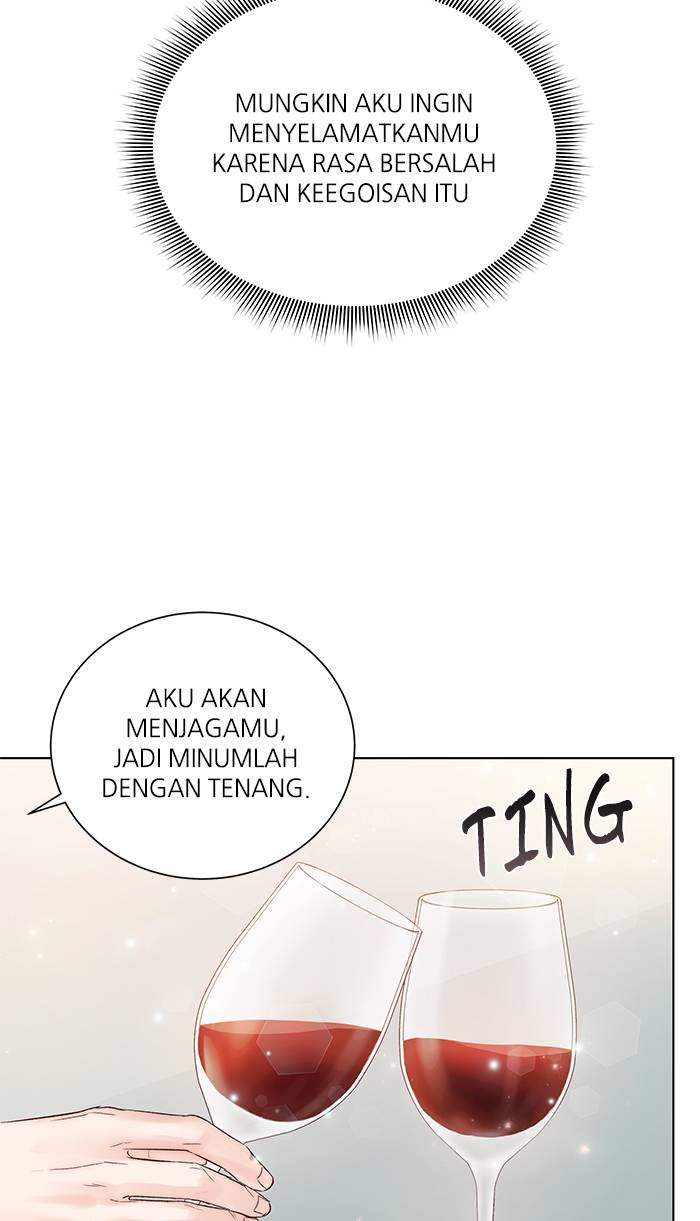 MUNGKIN AKU INGIN
MENYELAMATKANMU
KARENA RASA BERSALAH
DAN KEEGOISAN ITU
AKU AKAN
MENJAGAMU,
JADI MINUMLAH
DENGAN TENANG.
TING